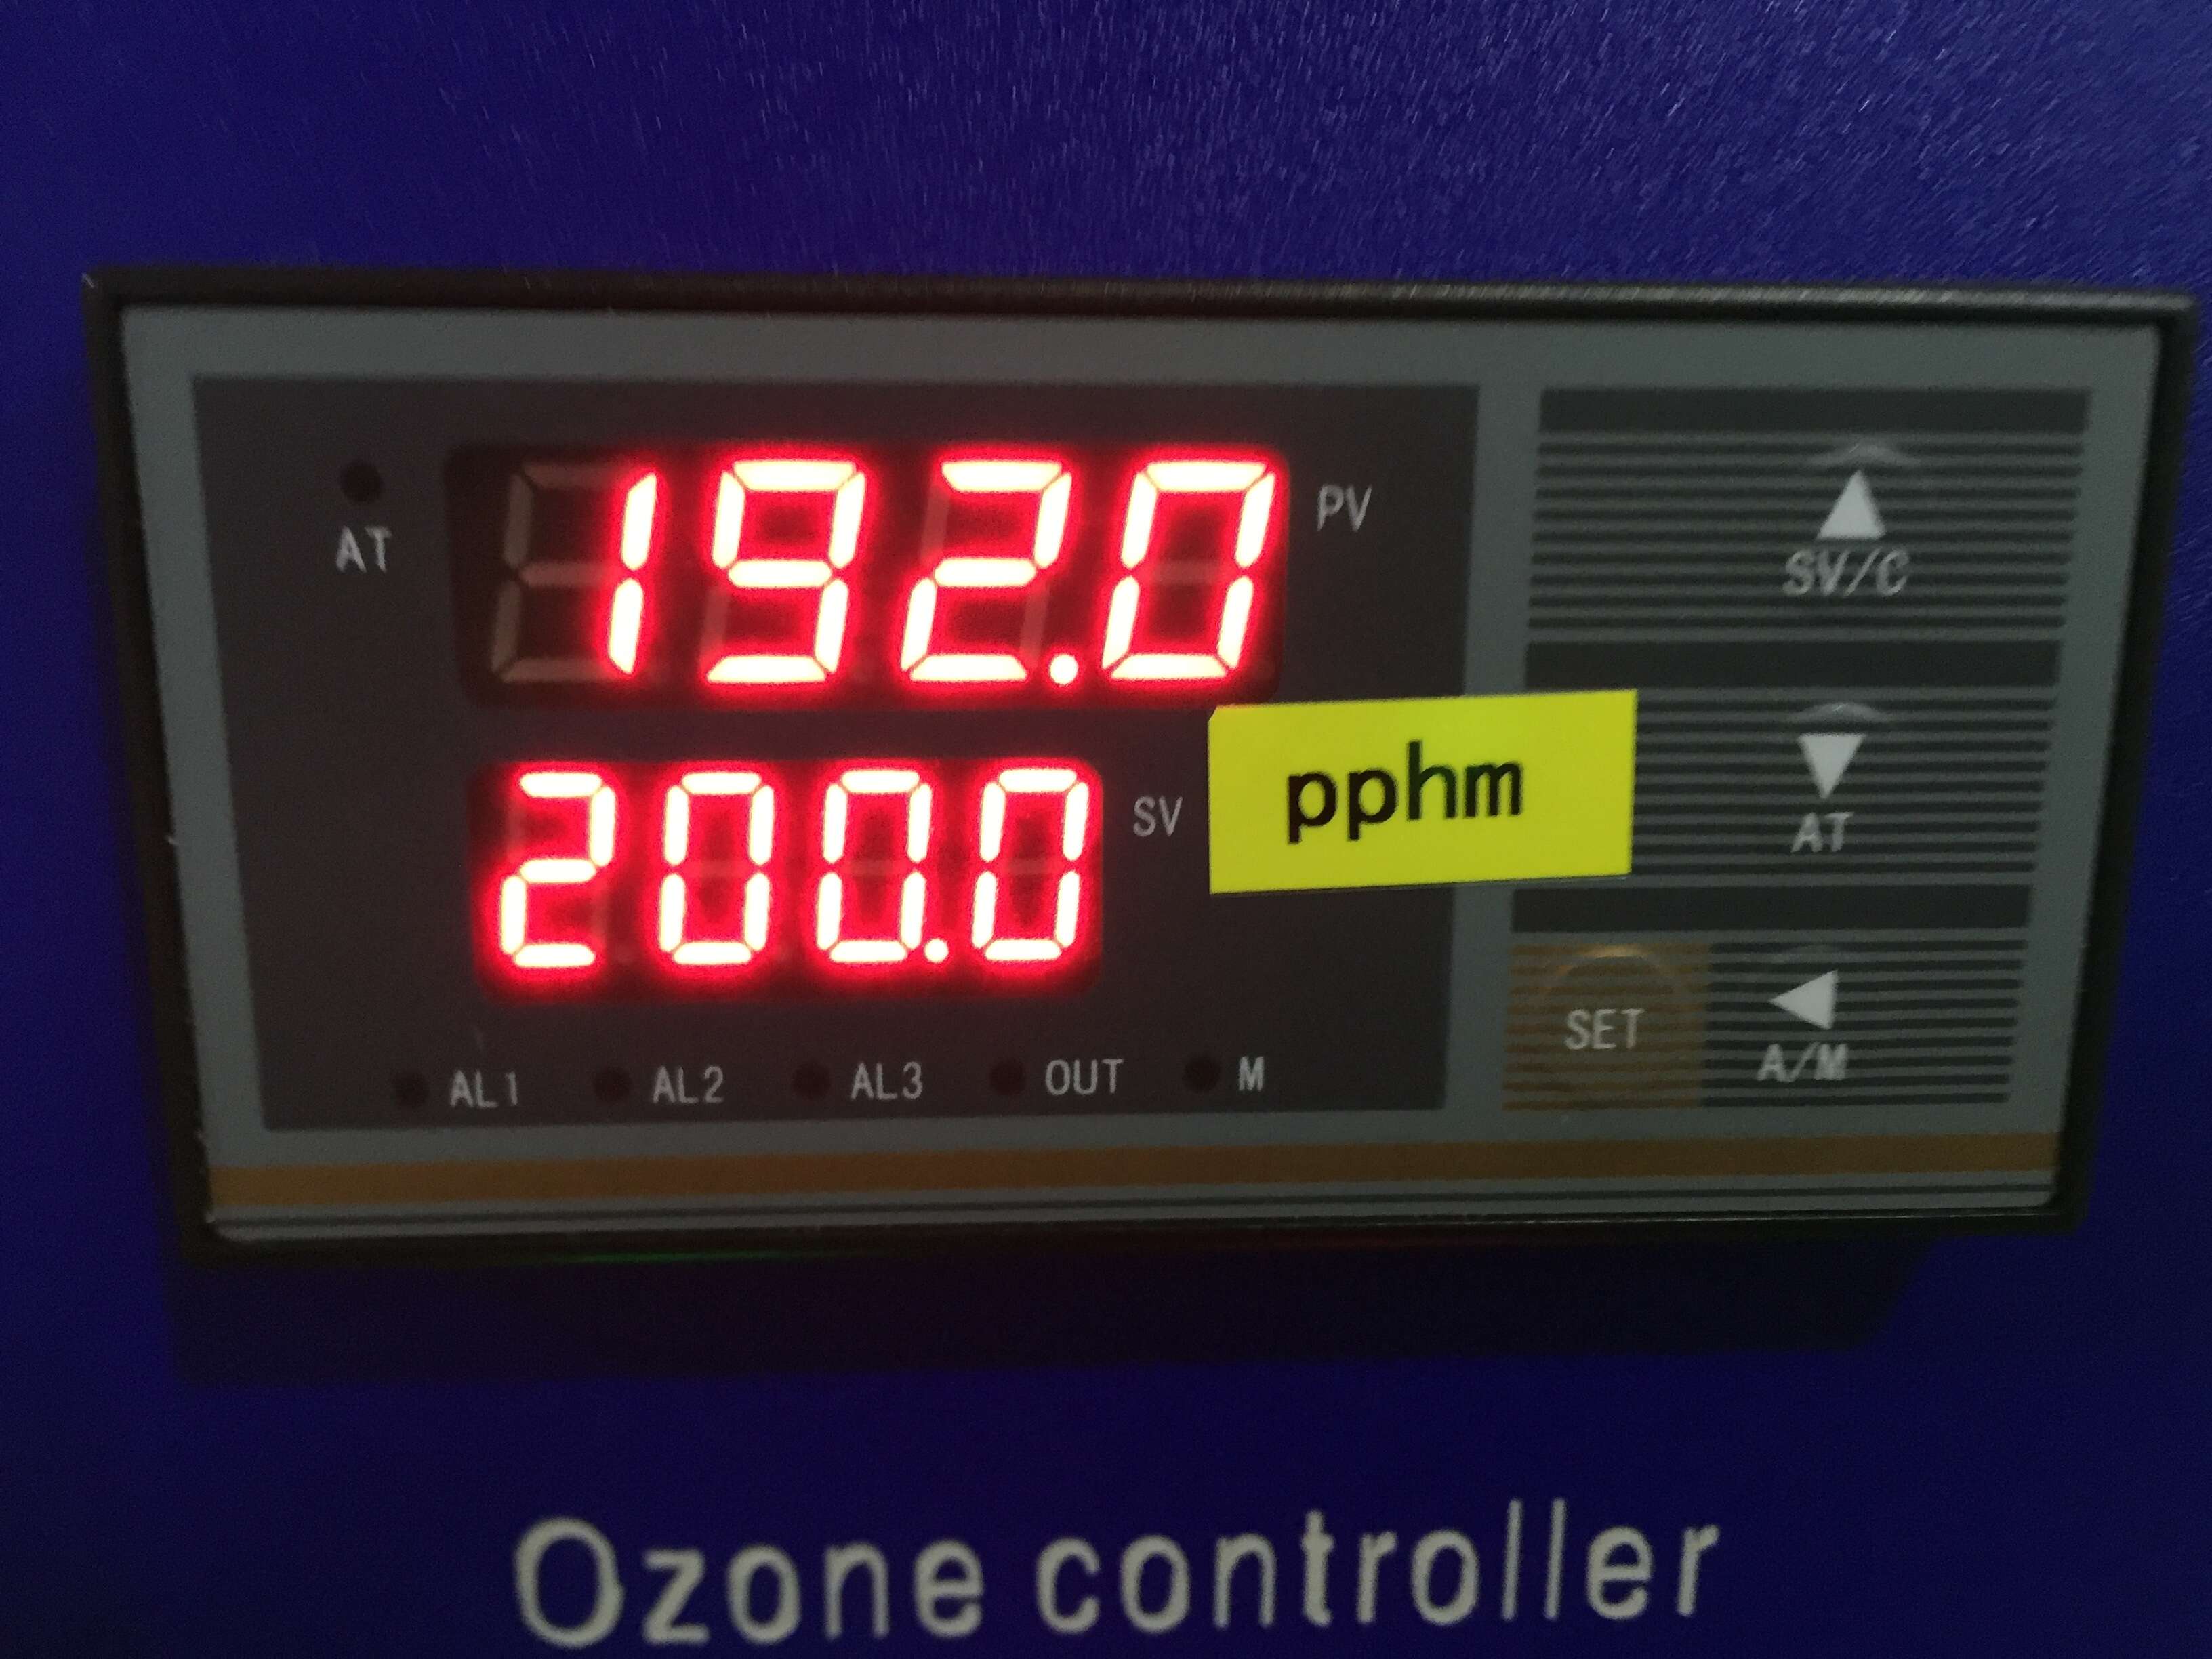 192.0 PV
AT
200.0 SV
pphm
AL1 AL2 AL3 OUT M
SV/C
AT
SET
A/M
Ozone controller